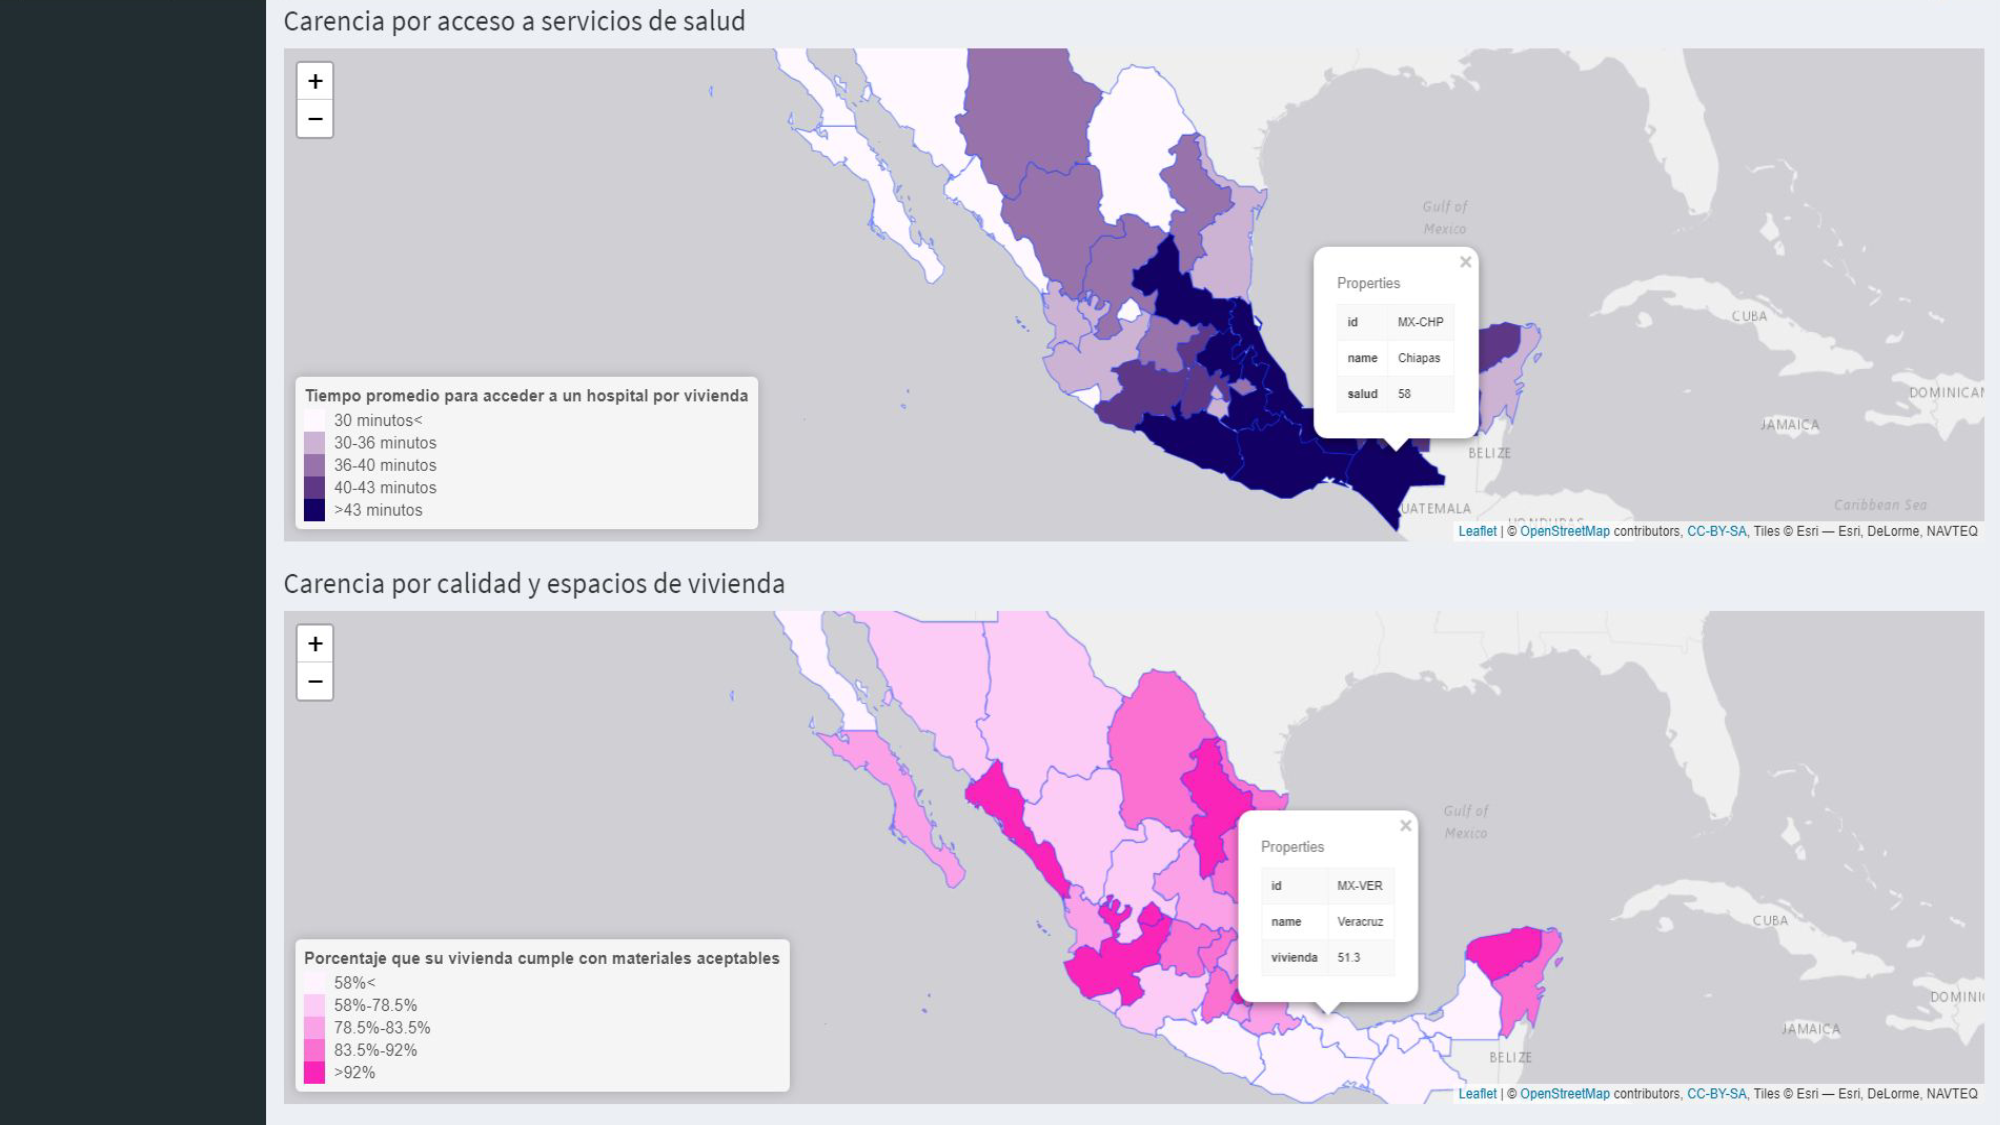 Carencia por acceso a servicios de salud
+
−
Gulf of
Mexico
×
Properties
id MX-CHP
name Chiapas
salud 58
CUBA
DOMINICAN
JAMAICA
BELIZE
UATEMALA
Caribbean Sea
Tiempo promedio para acceder a un hospital por vivienda
30 minutos<
30-36 minutos
36-40 minutos
40-43 minutos
>43 minutos
Leaflet | © OpenStreetMap contributors, CC-BY-SA, Tiles © Esri — Esri, DeLorme, NAVTEQ
Carencia por calidad y espacios de vivienda
+
−
Gulf of
Mexico
×
Properties
id MX-VER
name Veracruz
vivienda 51.3
CUBA
DOMINI
JAMAICA
BELIZE
Porcentaje que su vivienda cumple con materiales aceptables
58%<
58%-78.5%
78.5%-83.5%
83.5%-92%
>92%
Leaflet | © OpenStreetMap contributors, CC-BY-SA, Tiles © Esri — Esri, DeLorme, NAVTEQ